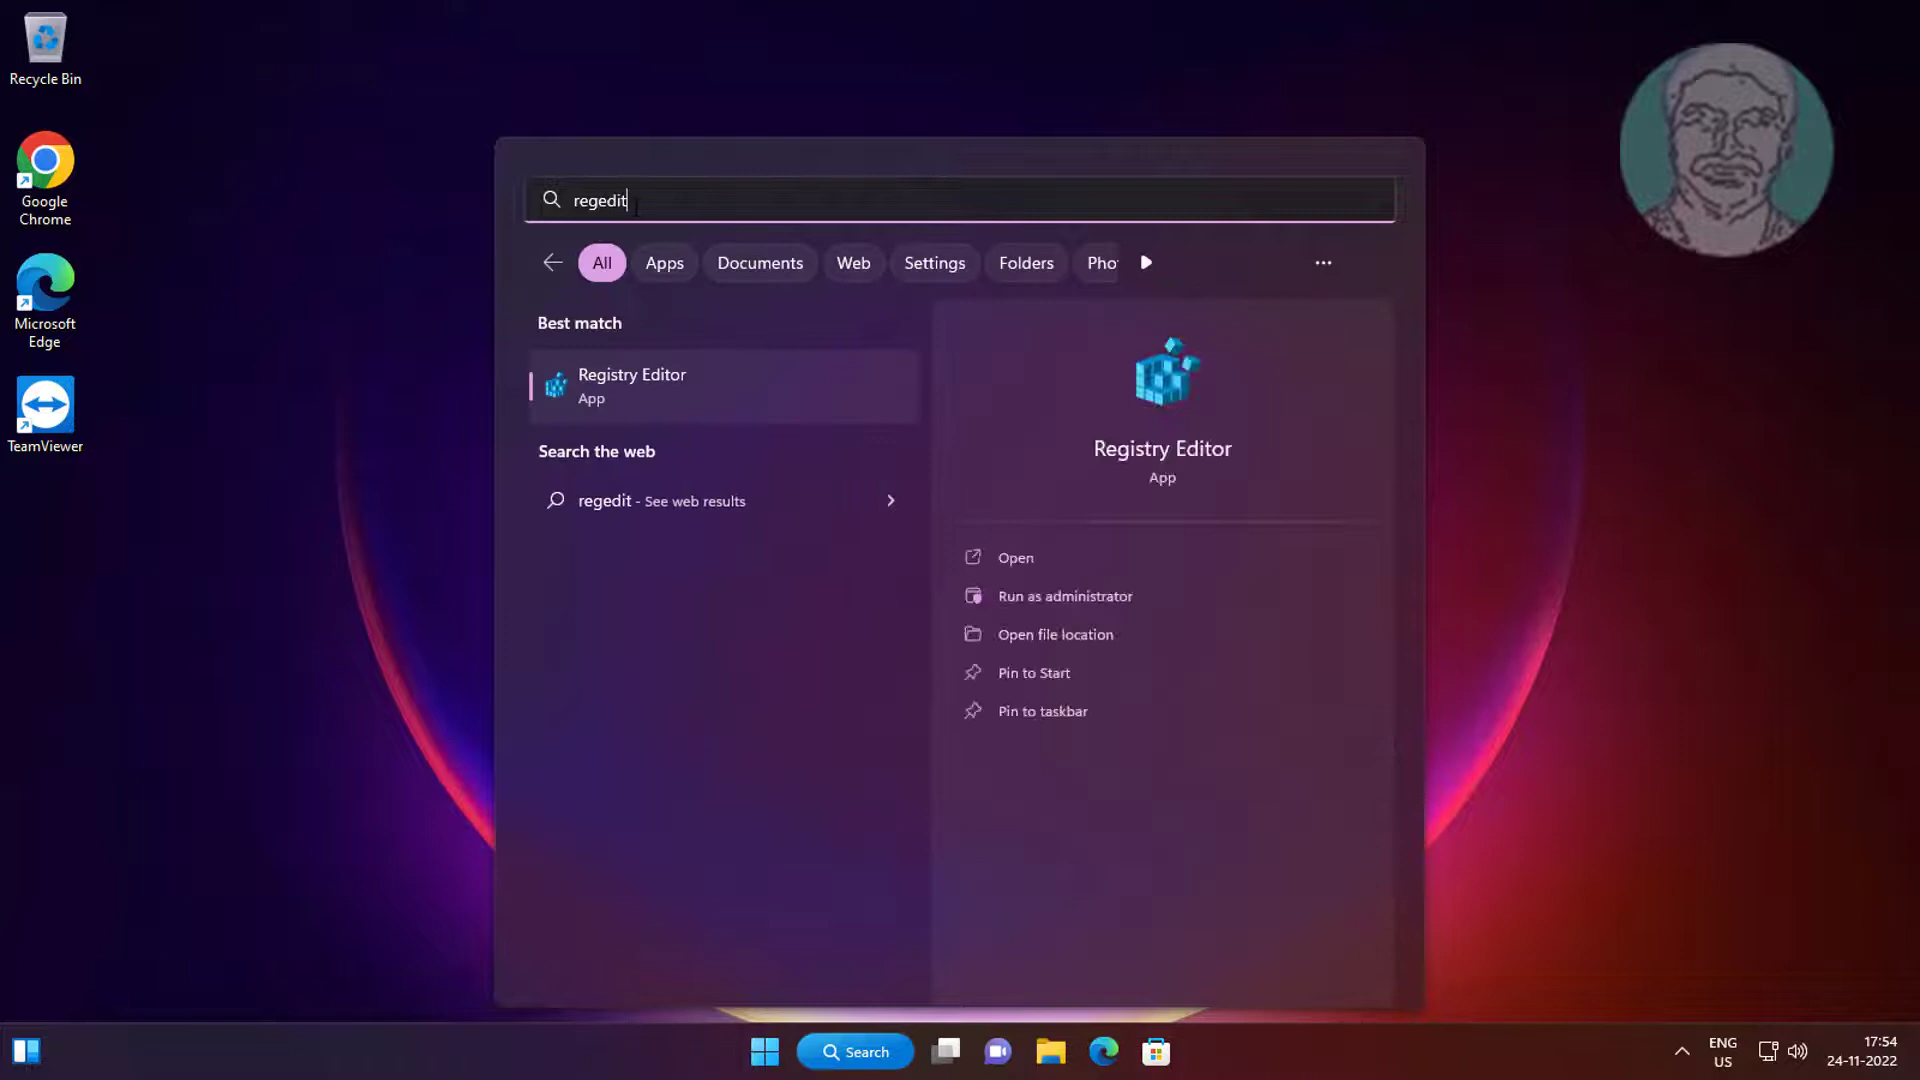 Recycle Bin
Google
Chrome
Microsoft
Edge
TeamViewer
regedit
All
Apps
Documents
Web
Settings
Folders
Pho
Best match
Registry Editor
App
Search the web
regedit - See web results
Registry Editor
App
Open
Run as administrator
Open file location
Pin to Start
Pin to taskbar
Search
ENG
US
17:54
24-11-2022